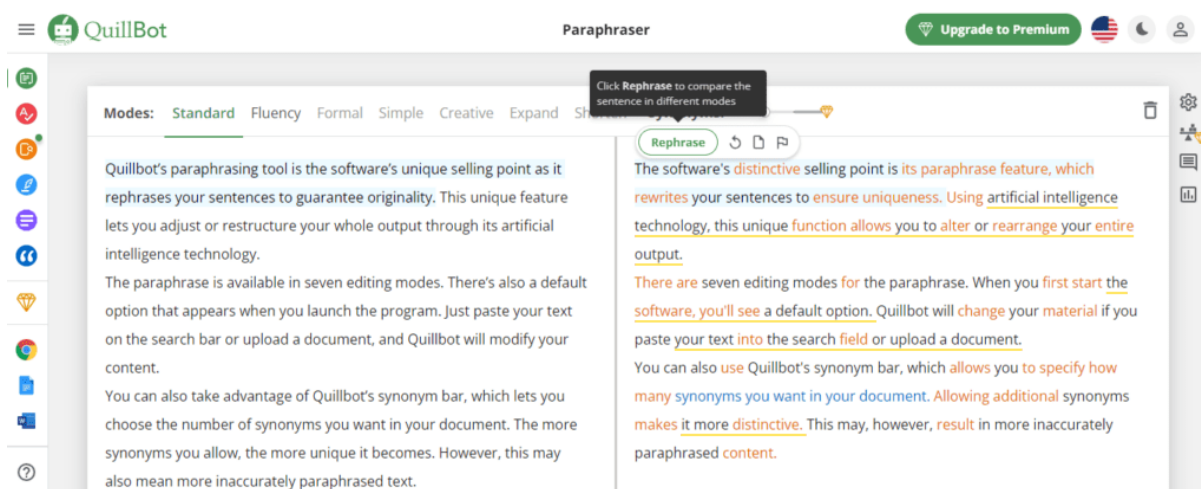 QuillBot
Paraphraser
Upgrade to Premium
Click Rephrase to compare the
sentence in different modes
Modes: Standard Fluency Formal Simple Creative Expand
Rephrase
Quillbot's paraphrasing tool is the software's unique selling point as it
rephrases your sentences to guarantee originality. This unique feature
lets you adjust or restructure your whole output through its artificial
intelligence technology.
The paraphrase is available in seven editing modes. There's also a default
option that appears when you launch the program. Just paste your text
on the search bar or upload a document, and Quillbot will modify your
content.
You can also take advantage of Quillbot's synonym bar, which lets you
choose the number of synonyms you want in your document. The more
synonyms you allow, the more unique it becomes. However, this may
also mean more inaccurately paraphrased text.
The software's distinctive selling point is its paraphrase feature, which
rewrites your sentences to ensure uniqueness. Using artificial intelligence
technology, this unique function allows you to alter or rearrange your entire
output.
There are seven editing modes for the paraphrase. When you first start the
software, you'll see a default option. Quillbot will change your material if you
paste your text into the search field or upload a document.
You can also use Quillbot's synonym bar, which allows you to specify how
many synonyms you want in your document. Allowing additional synonyms
makes it more distinctive. This may, however, result in more inaccurately
paraphrased content.